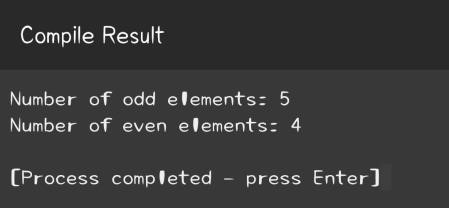 Compile Result
Number of odd elements: 5
Number of even elements: 4
[Process completed - press Enter]